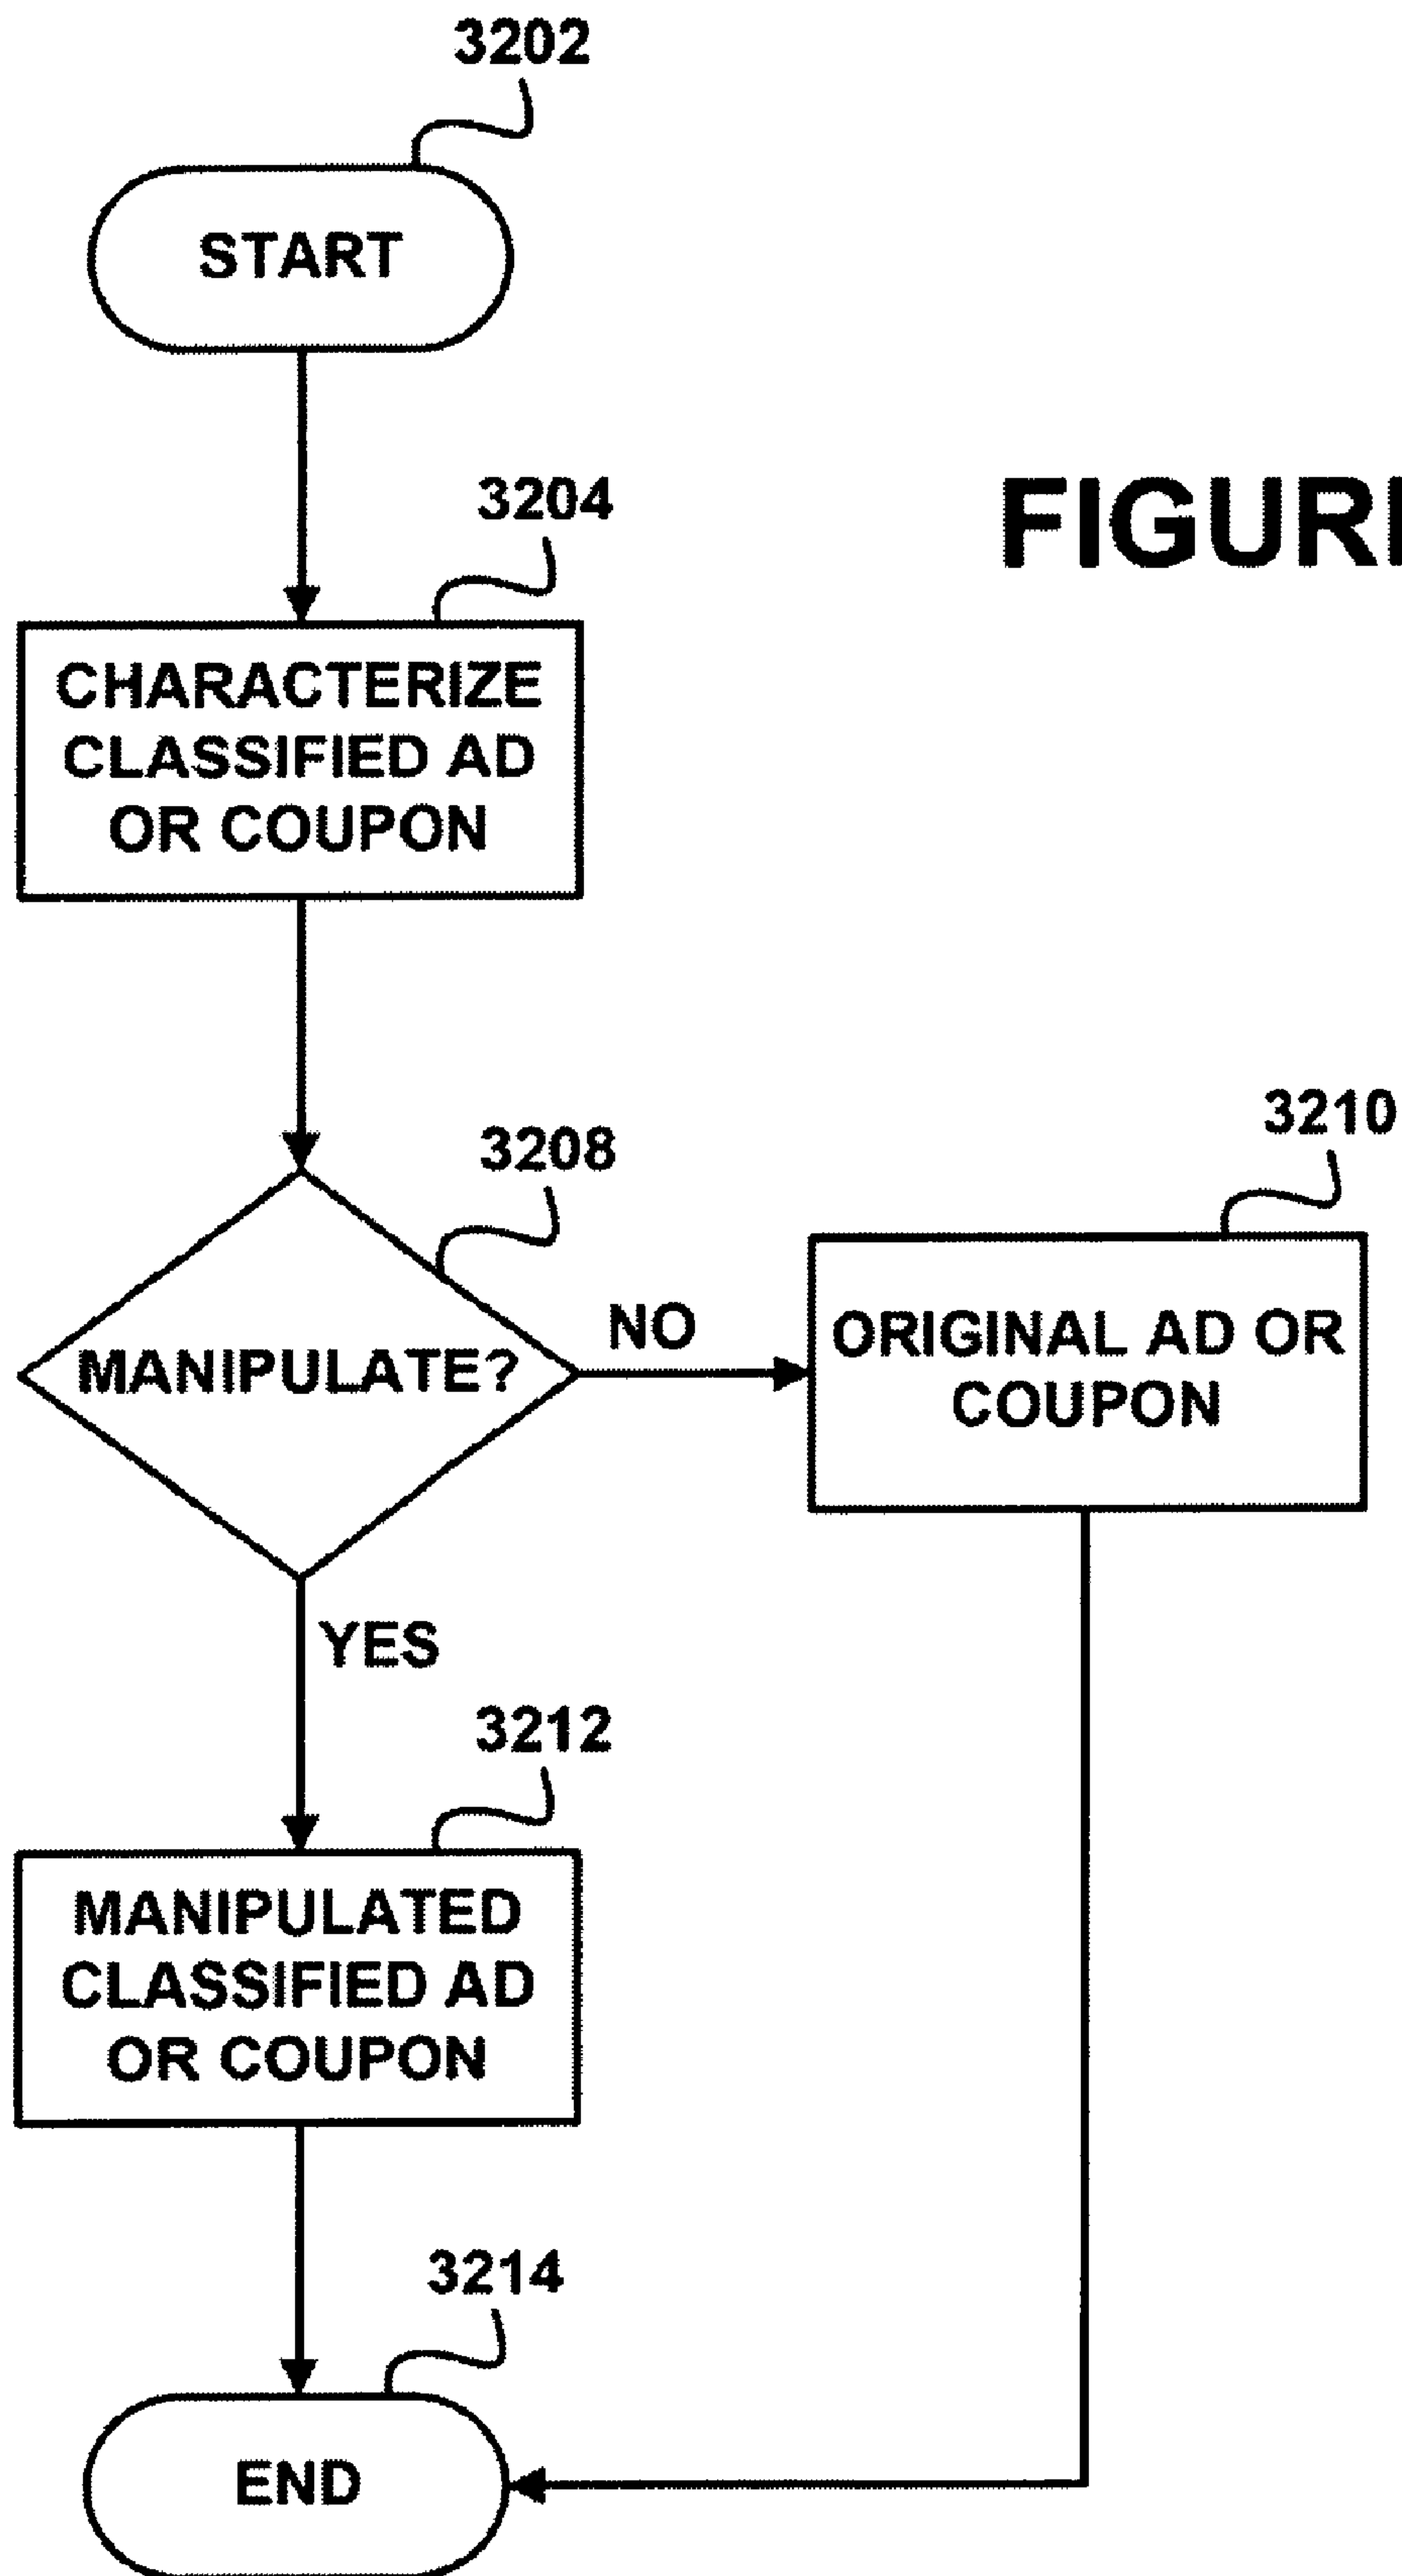 3202
START
3204
FIGUR
CHARACTERIZE
CLASSIFIED AD
OR COUPON
3208
3210
MANIPULATE?
NO
ORIGINAL AD OR
COUPON
YES
3212
MANIPULATED
CLASSIFIED AD
OR COUPON
3214
END